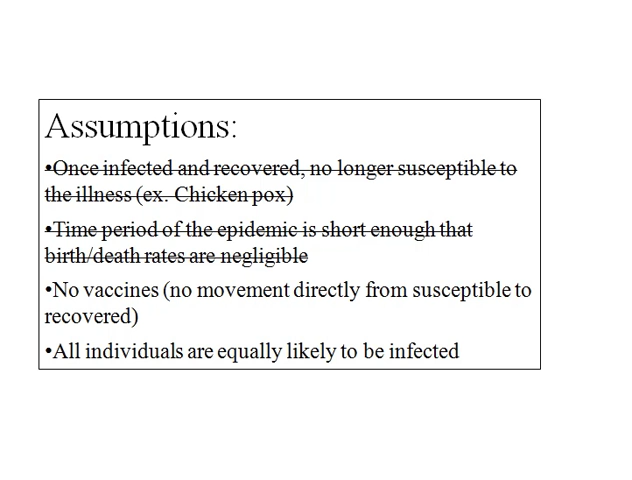 Assumptions:
•Once infected and recovered, no longer susceptible to
the illness (ex. Chicken pox)
•Time period of the epidemic is short enough that
birth/death rates are negligible
•No vaccines (no movement directly from susceptible to
recovered)
•All individuals are equally likely to be infected